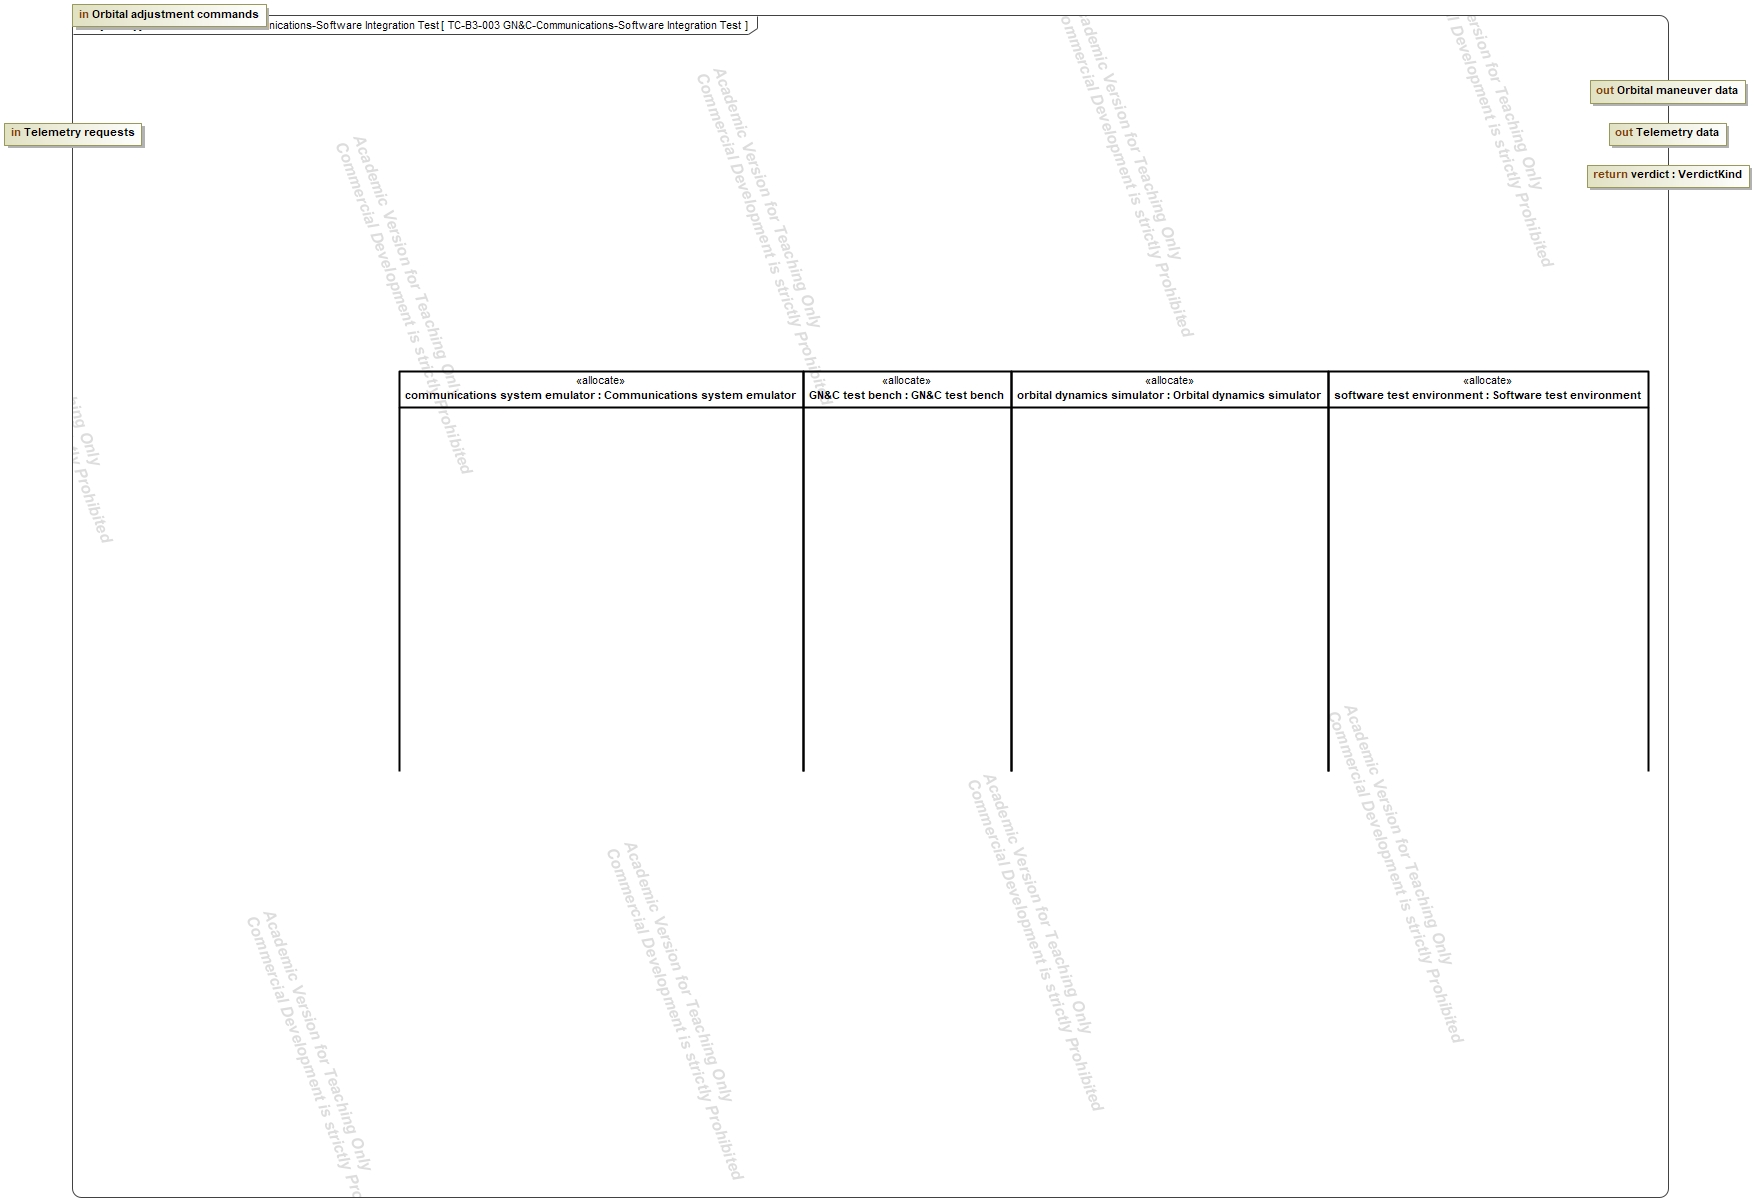 in Orbital adjustment commands
nications-Software Integration Test [ TC-B3-003 GN&C-Communications-Software Integration Test ]
out Orbital maneuver data
in Telemetry requests
out Telemetry data
return verdict : VerdictKind
«allocate»
communications system emulator : Communications system emulator
«allocate»
GN&C test bench : GN&C test bench
«allocate»
orbital dynamics simulator : Orbital dynamics simulator
«allocate»
software test environment : Software test environment
Academic Version for Teaching Only
Commercial Development is strictly Prohibited
Academic Version for Teaching Only
Commercial Development is strictly Prohibited
Academic Version for Teaching Only
Commercial Development is strictly Prohibited
ersion for Teaching Only
Development is strictly Prohibited
ing Only
ly Prohibited
Academic Version for Teaching Only
Commercial Development is strictly Prohibited
Academic Version for Teaching Only
Commercial Development is strictly Prohibited
Academic Version for Teaching Only
Commercial Development is strictly Prohibited
Academic Version for Teaching Only
Commercial Development is strictly Pro